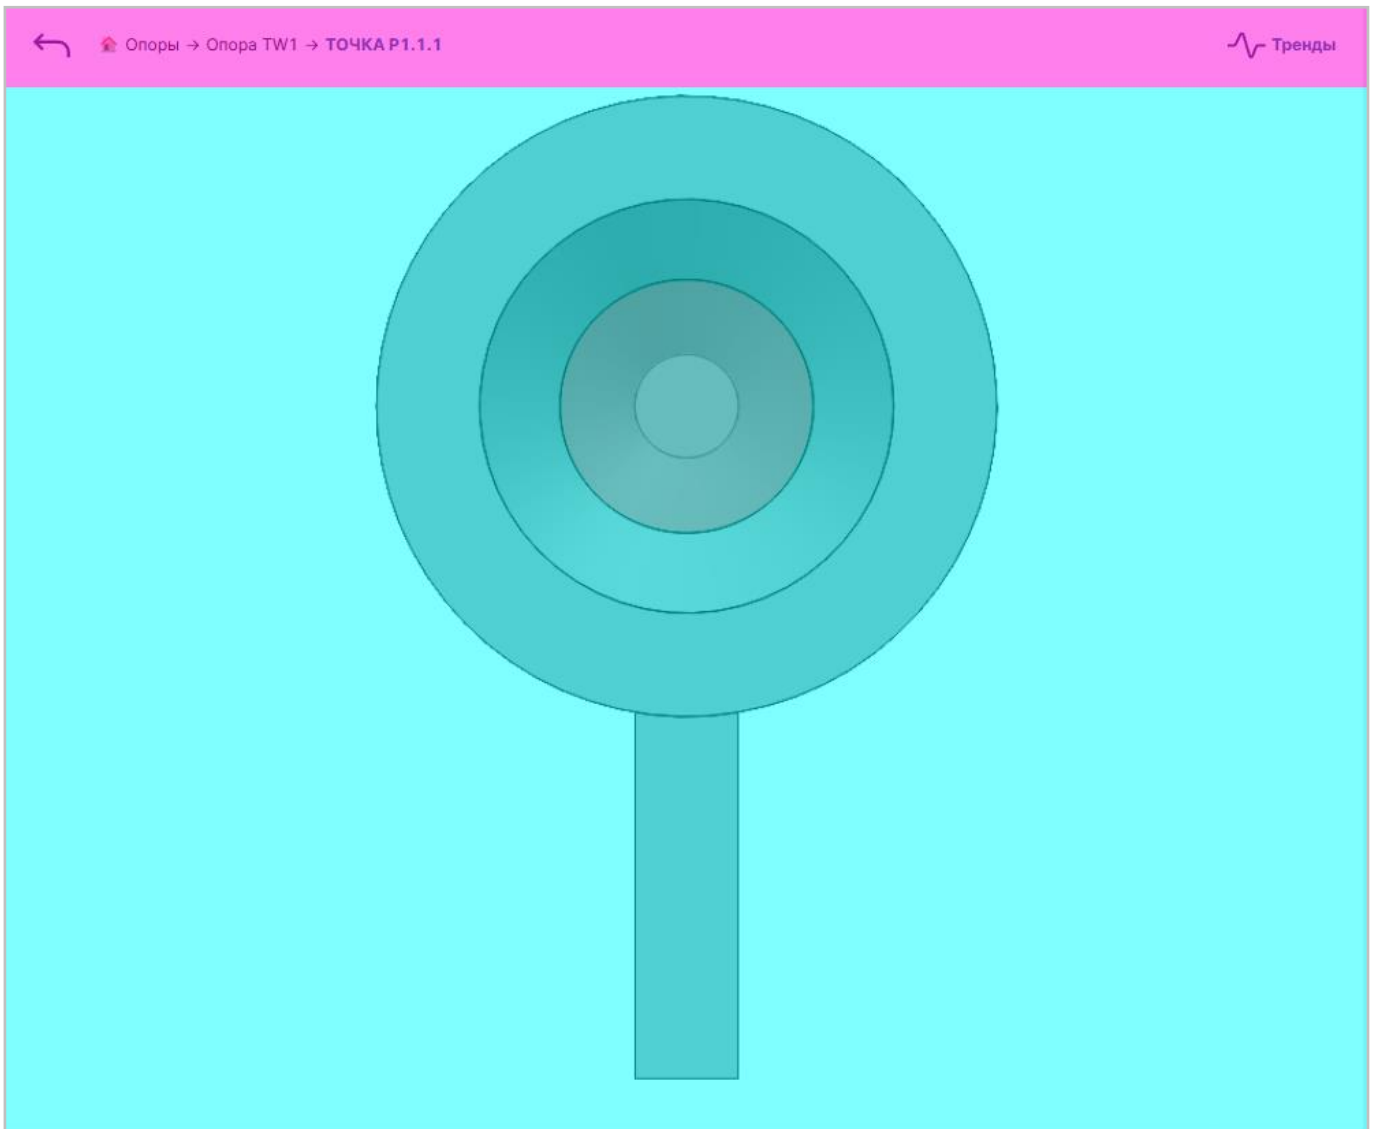 Опоры → Опора TW1 → ТОЧКА P1.1.1
Тренды